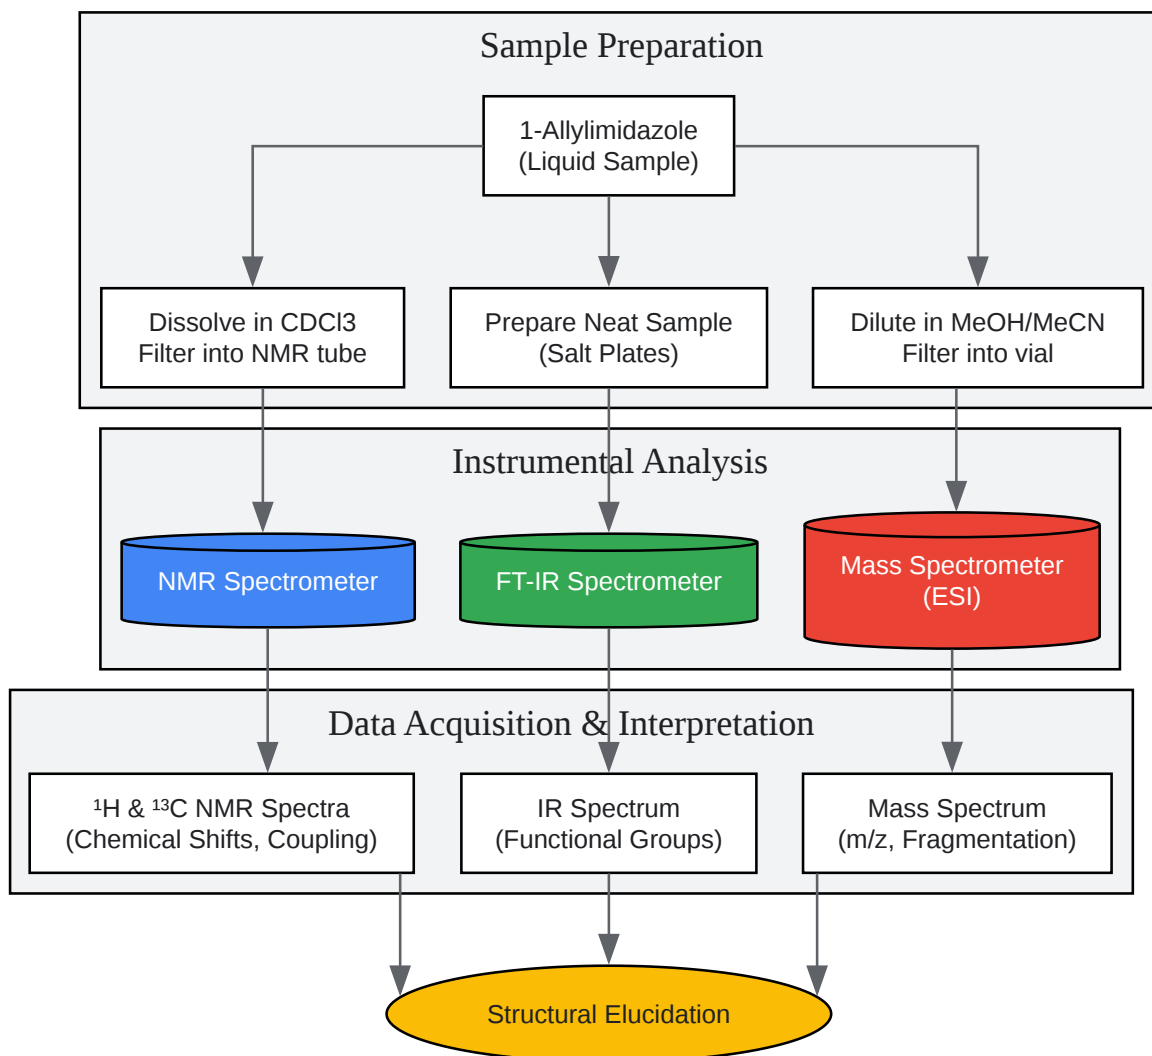 Sample Preparation
1-Allylimidazole
(Liquid Sample)
Dissolve in CDCl3
Filter into NMR tube
Prepare Neat Sample
(Salt Plates)
Dilute in MeOH/MeCN
Filter into vial
Instrumental Analysis
NMR Spectrometer
FT-IR Spectrometer
Mass Spectrometer
(ESI)
Data Acquisition & Interpretation
¹H & ¹³C NMR Spectra
(Chemical Shifts, Coupling)
IR Spectrum
(Functional Groups)
Mass Spectrum
(m/z, Fragmentation)
Structural Elucidation